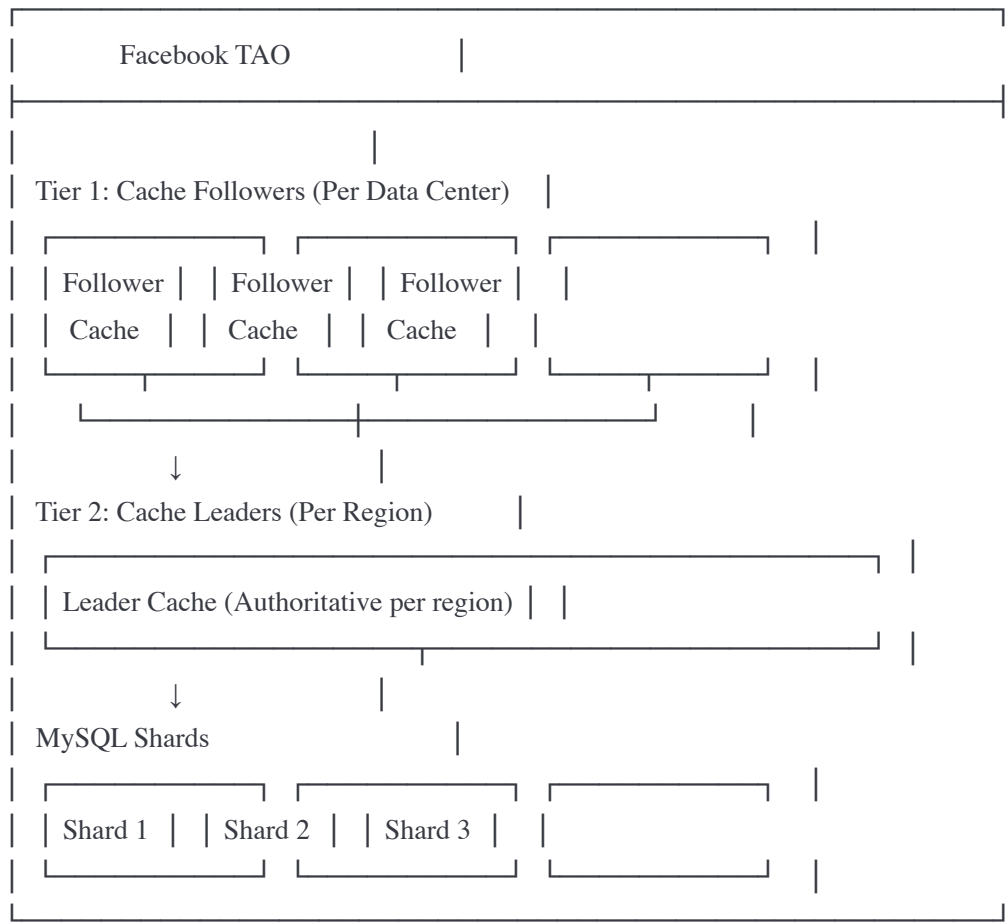 Facebook TAO
Tier 1: Cache Followers (Per Data Center)
Follower Follower Follower
Cache Cache Cache
↓
Tier 2: Cache Leaders (Per Region)
Leader Cache (Authoritative per region)
↓
MySQL Shards
Shard 1 Shard 2 Shard 3